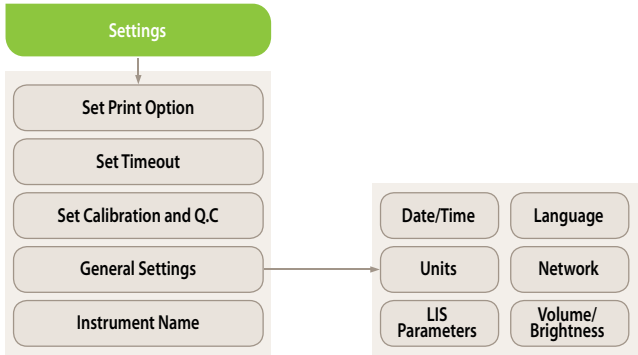 Settings
Set Print Option
Set Timeout
Set Calibration and Q.C
General Settings
Instrument Name
Date/Time
Language
Units
Network
LIS
Parameters
Volume/
Brightness